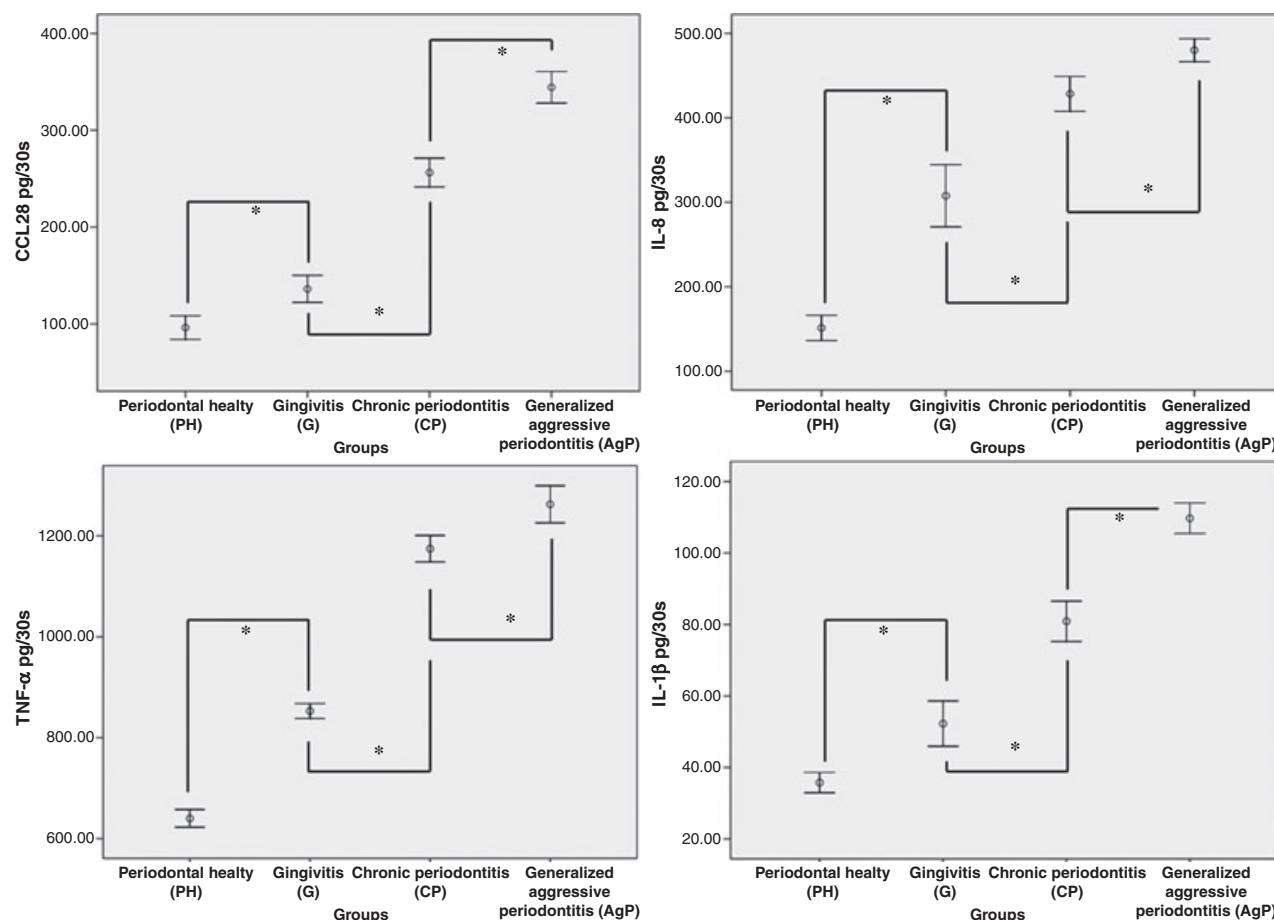 400.00
300.00
200.00
100.00
CCL28 pg/30s
*
*
*
Periodontal healty
(PH)
Gingivitis
(G)
Chronic periodontitis
(CP)
Generalized
aggressive
periodontitis (AgP)
Groups
500.00
400.00
300.00
200.00
100.00
IL-8 pg/30s
*
*
*
Periodontal healty
(PH)
Gingivitis
(G)
Chronic periodontitis
(CP)
Generalized
aggressive
periodontitis (AgP)
Groups
1200.00
1000.00
800.00
600.00
TNF-α pg/30s
*
*
*
Periodontal healty
(PH)
Gingivitis
(G)
Chronic periodontitis
(CP)
Generalized
aggressive
periodontitis (AgP)
Groups
120.00
100.00
80.00
60.00
40.00
20.00
IL-1β pg/30s
*
*
*
Periodontal healty
(PH)
Gingivitis
(G)
Chronic periodontitis
(CP)
Generalized
aggressive
periodontitis (AgP)
Groups